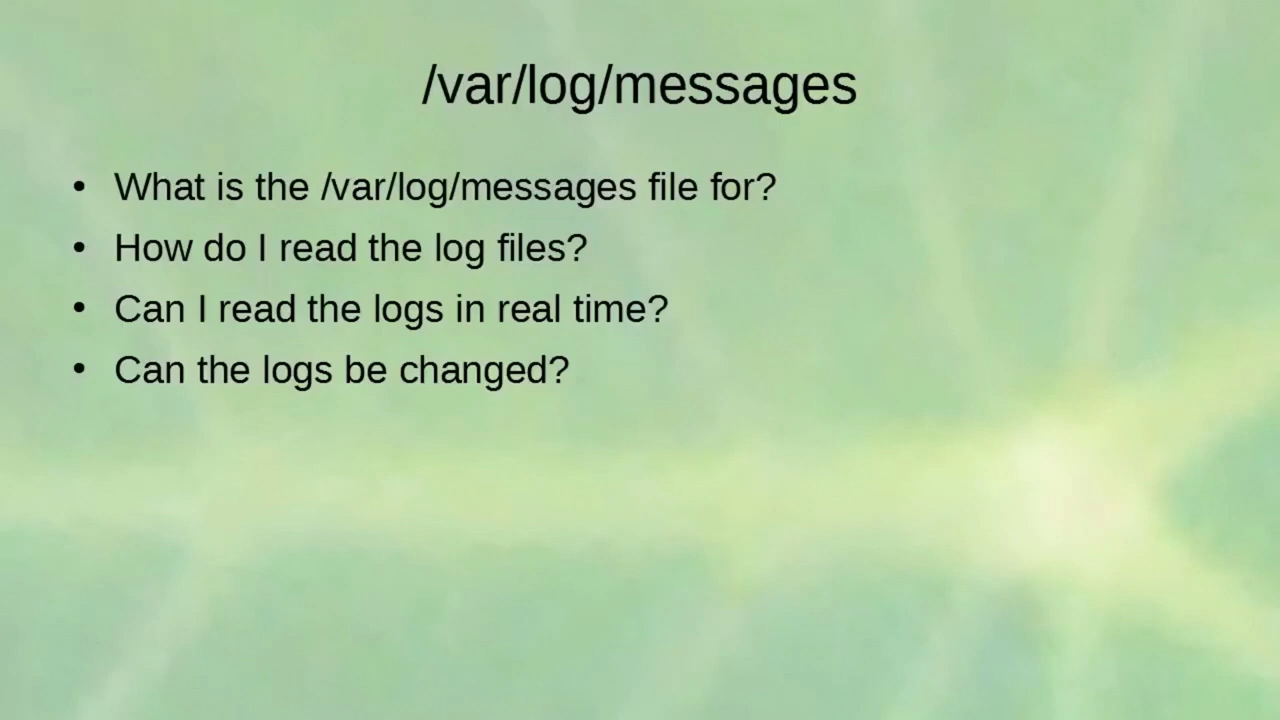 /var/log/messages
• What is the /var/log/messages file for?
• How do I read the log files?
• Can I read the logs in real time?
• Can the logs be changed?